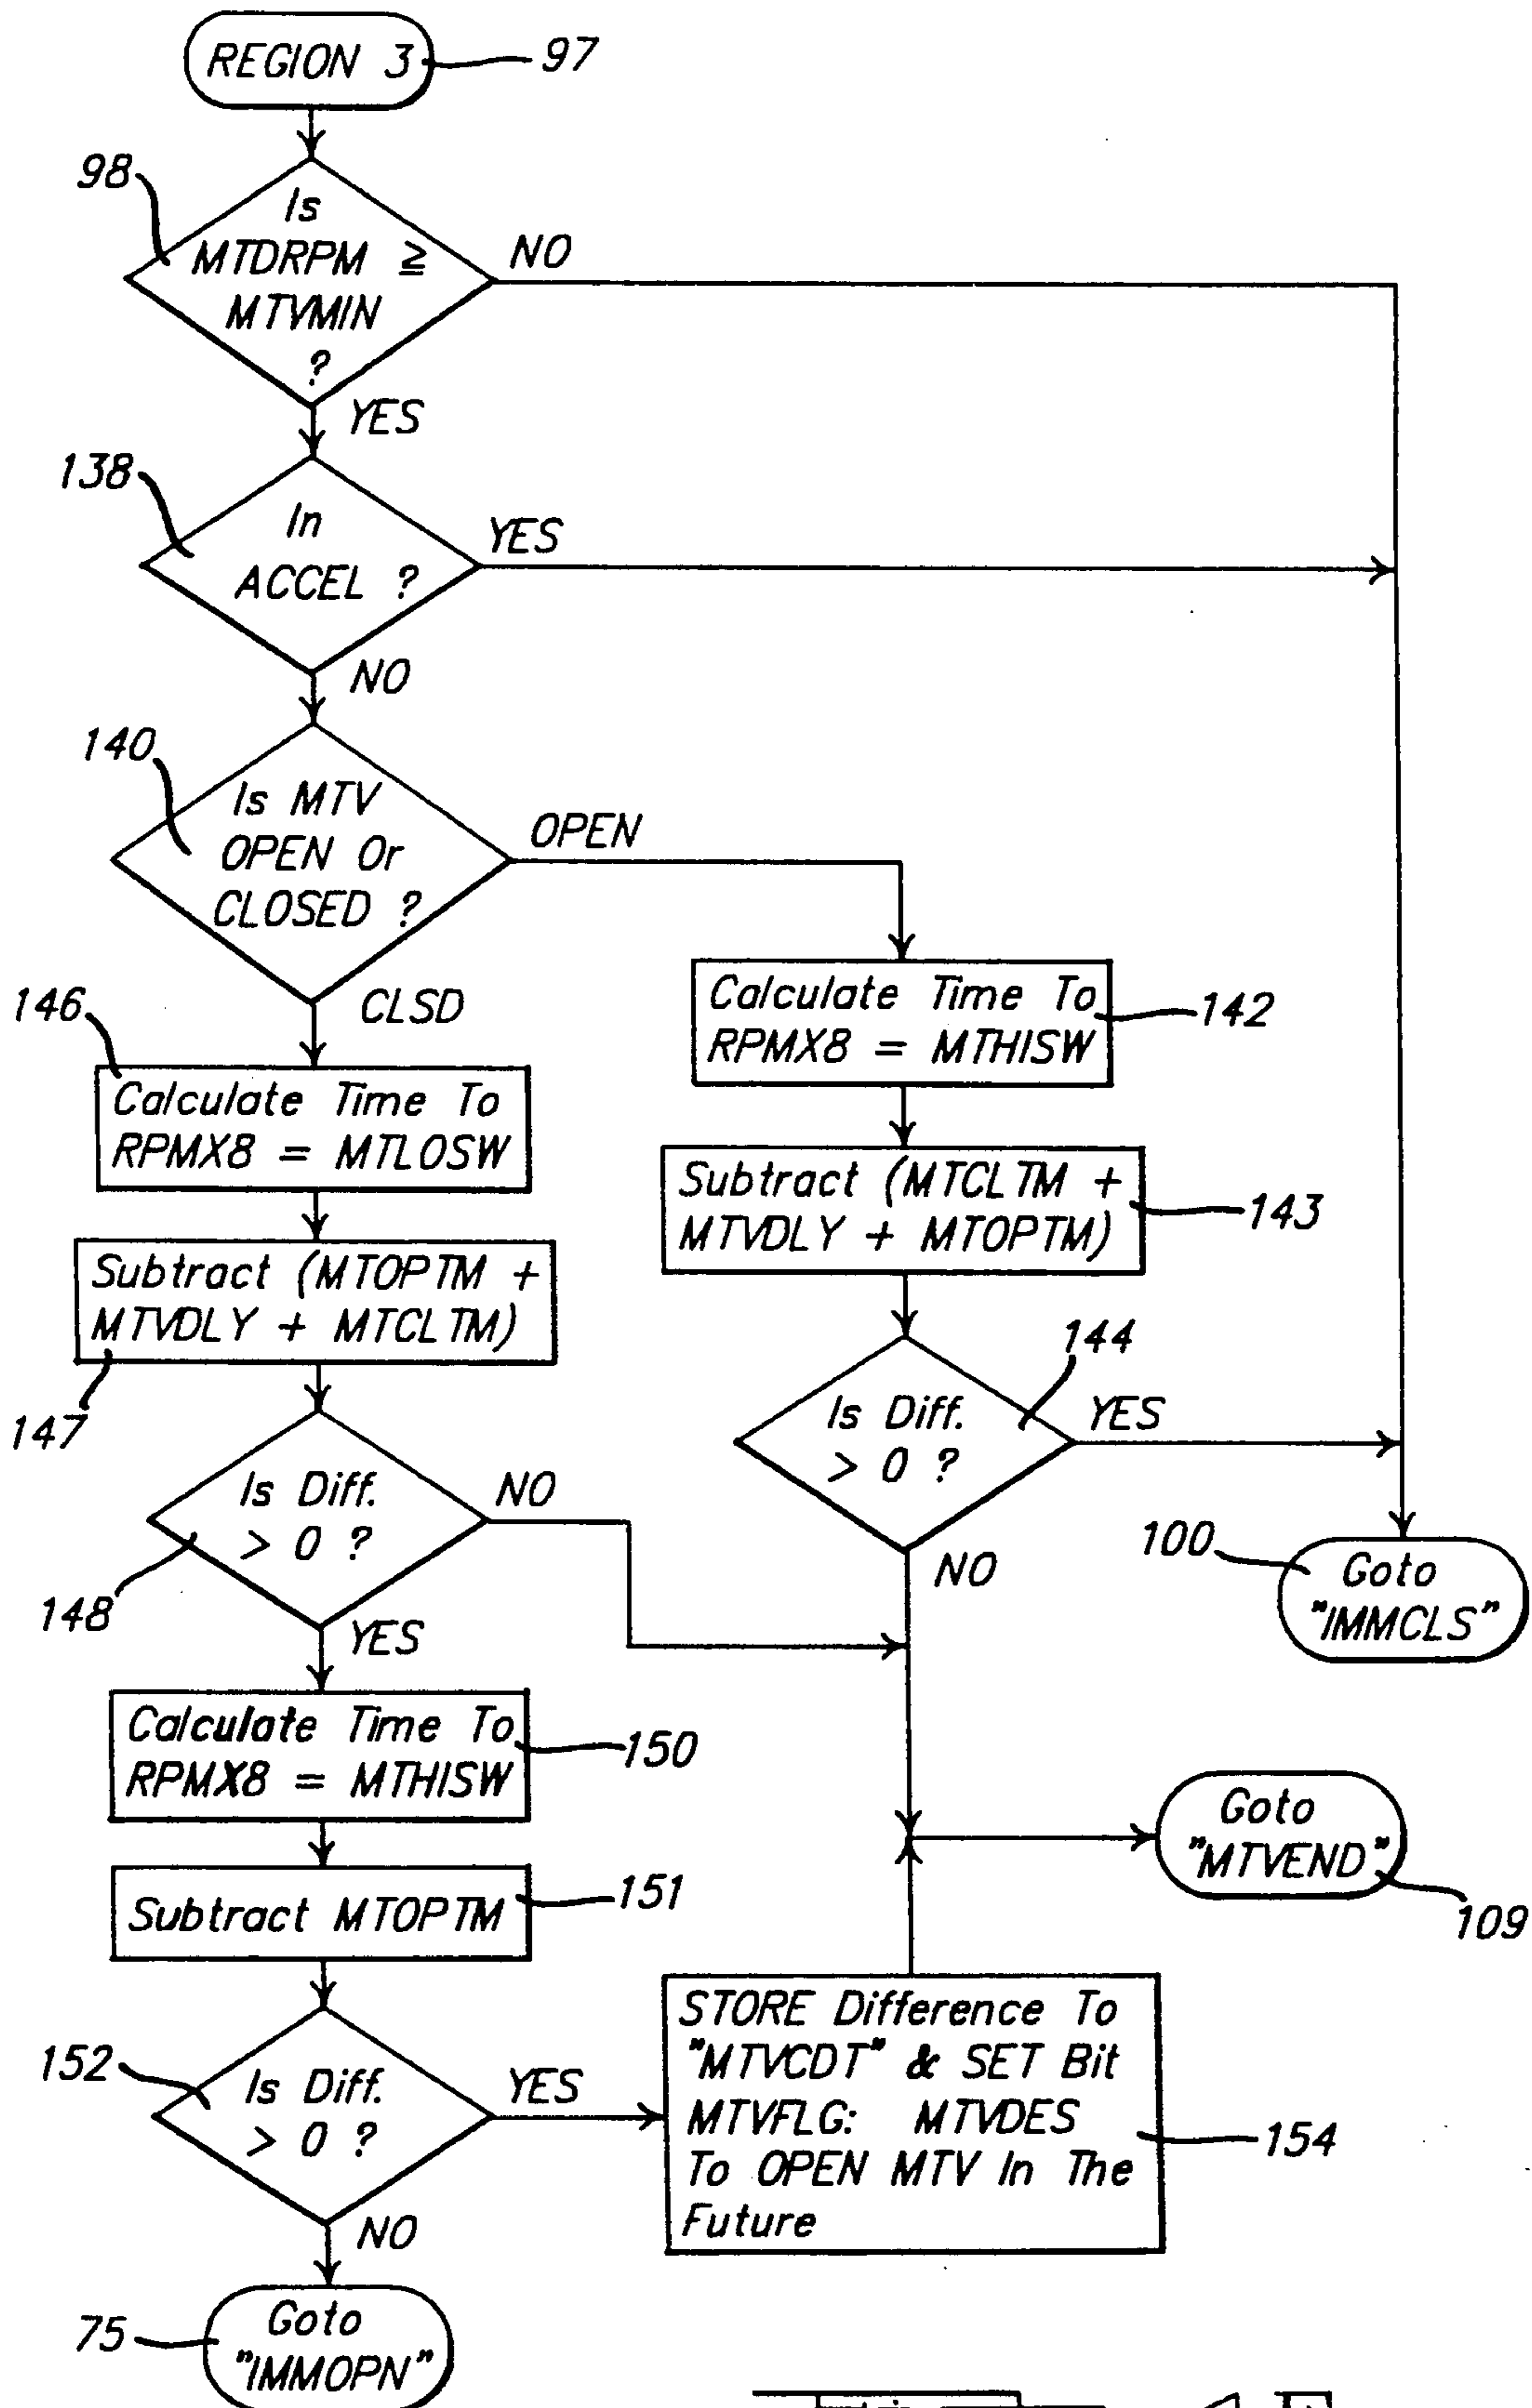 REGION 3
97
98
Is
MTDRPM ≥
MTVMIN
?
NO
YES
138
In
ACCEL ?
YES
NO
140
Is MTV
OPEN Or
CLOSED ?
OPEN
CLSD
142
Calculate Time To
RPMX8 = MTHISW
146
Calculate Time To
RPMX8 = MTLOSW
Subtract (MTCLTM +
MTVDLY + MTOPTM)
143
Subtract (MTOPTM +
MTVDLY + MTCLTM)
147
144
Is Diff.
> 0 ?
YES
NO
148
Is Diff.
> 0 ?
NO
YES
100
Goto
"IMMCLS"
Calculate Time To
RPMX8 = MTHISW
150
Goto
"MTVEND"
109
Subtract MTOPTM
151
152
Is Diff.
> 0 ?
YES
NO
STORE Difference To
"MTVCDT" & SET Bit
MTVFLG: MTVDES
To OPEN MTV In The
Future
154
75
Goto
"IMMOPN"